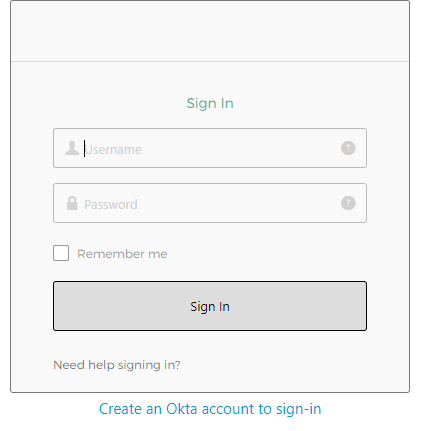 Sign In
Username
Password
Remember me
Sign In
Need help signing in?
Create an Okta account to sign-in